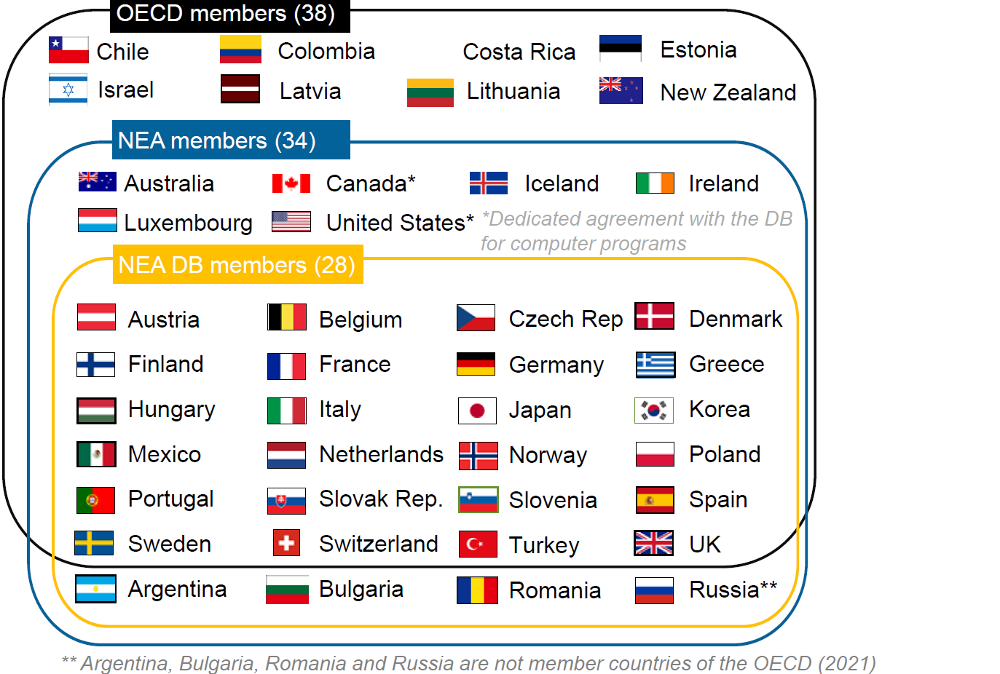 OECD members (38)
Chile Colombia Costa Rica Estonia
Israel Latvia Lithuania New Zealand
NEA members (34)
Australia Canada* Iceland Ireland
Luxembourg United States* *Dedicated agreement with the DB
for computer programs
NEA DB members (28)
Austria Belgium Czech Rep Denmark
Finland France Germany Greece
Hungary Italy Japan Korea
Mexico Netherlands Norway Poland
Portugal Slovak Rep. Slovenia Spain
Sweden Switzerland Turkey UK
Argentina Bulgaria Romania Russia**
** Argentina, Bulgaria, Romania and Russia are not member countries of the OECD (2021)